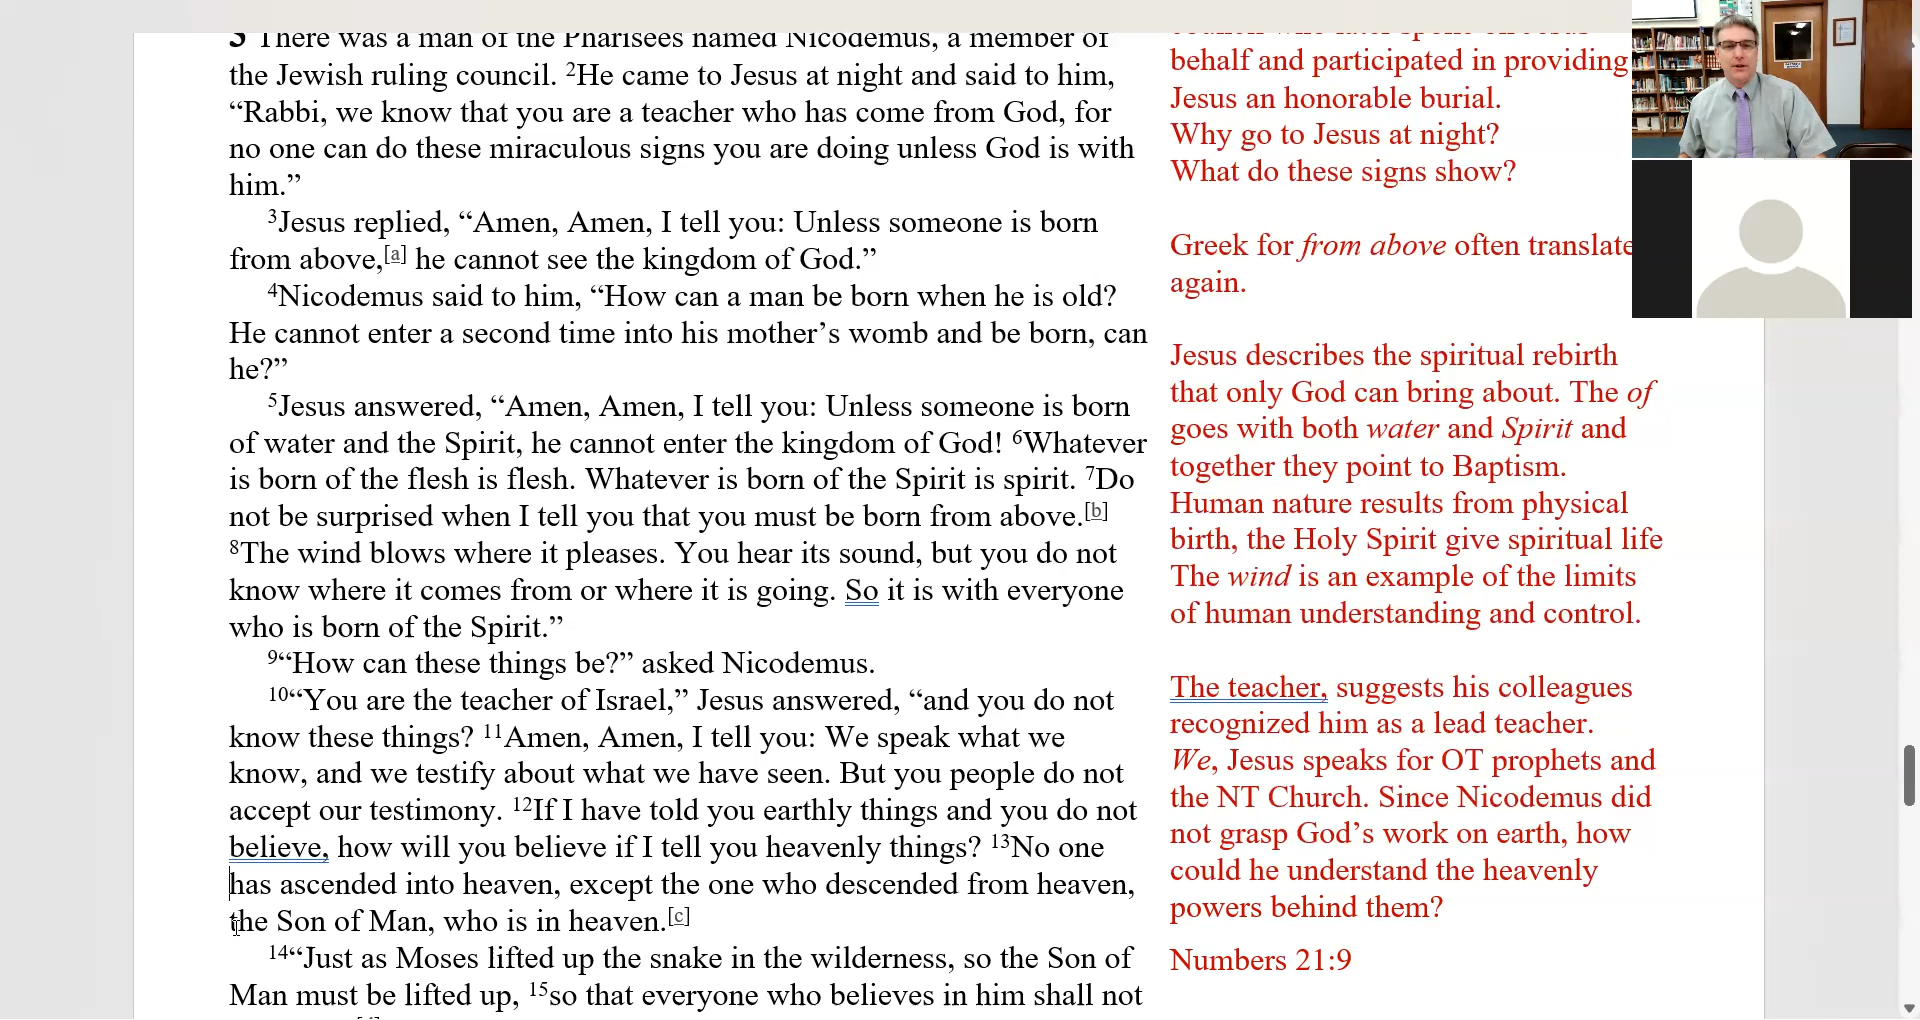 3 There was a man of the Pharisees named Nicodemus, a member of
the Jewish ruling council. 2He came to Jesus at night and said to him,
“Rabbi, we know that you are a teacher who has come from God, for
no one can do these miraculous signs you are doing unless God is with
him.”
3Jesus replied, “Amen, Amen, I tell you: Unless someone is born
from above,[a] he cannot see the kingdom of God.”
4Nicodemus said to him, “How can a man be born when he is old?
He cannot enter a second time into his mother’s womb and be born, can
he?”
5Jesus answered, “Amen, Amen, I tell you: Unless someone is born
of water and the Spirit, he cannot enter the kingdom of God! 6Whatever
is born of the flesh is flesh. Whatever is born of the Spirit is spirit. 7Do
not be surprised when I tell you that you must be born from above.[b]
8The wind blows where it pleases. You hear its sound, but you do not
know where it comes from or where it is going. So it is with everyone
who is born of the Spirit.”
9“How can these things be?” asked Nicodemus.
10“You are the teacher of Israel,” Jesus answered, “and you do not
know these things? 11Amen, Amen, I tell you: We speak what we
know, and we testify about what we have seen. But you people do not
accept our testimony. 12If I have told you earthly things and you do not
believe, how will you believe if I tell you heavenly things? 13No one
has ascended into heaven, except the one who descended from heaven,
the Son of Man, who is in heaven.[c]
14“Just as Moses lifted up the snake in the wilderness, so the Son of
Man must be lifted up, 15so that everyone who believes in him shall not
behalf and participated in providing
Jesus an honorable burial.
Why go to Jesus at night?
What do these signs show?
Greek for from above often translate
again.
Jesus describes the spiritual rebirth
that only God can bring about. The of
goes with both water and Spirit and
together they point to Baptism.
Human nature results from physical
birth, the Holy Spirit give spiritual life
The wind is an example of the limits
of human understanding and control.
The teacher, suggests his colleagues
recognized him as a lead teacher.
We, Jesus speaks for OT prophets and
the NT Church. Since Nicodemus did
not grasp God’s work on earth, how
could he understand the heavenly
powers behind them?
Numbers 21:9